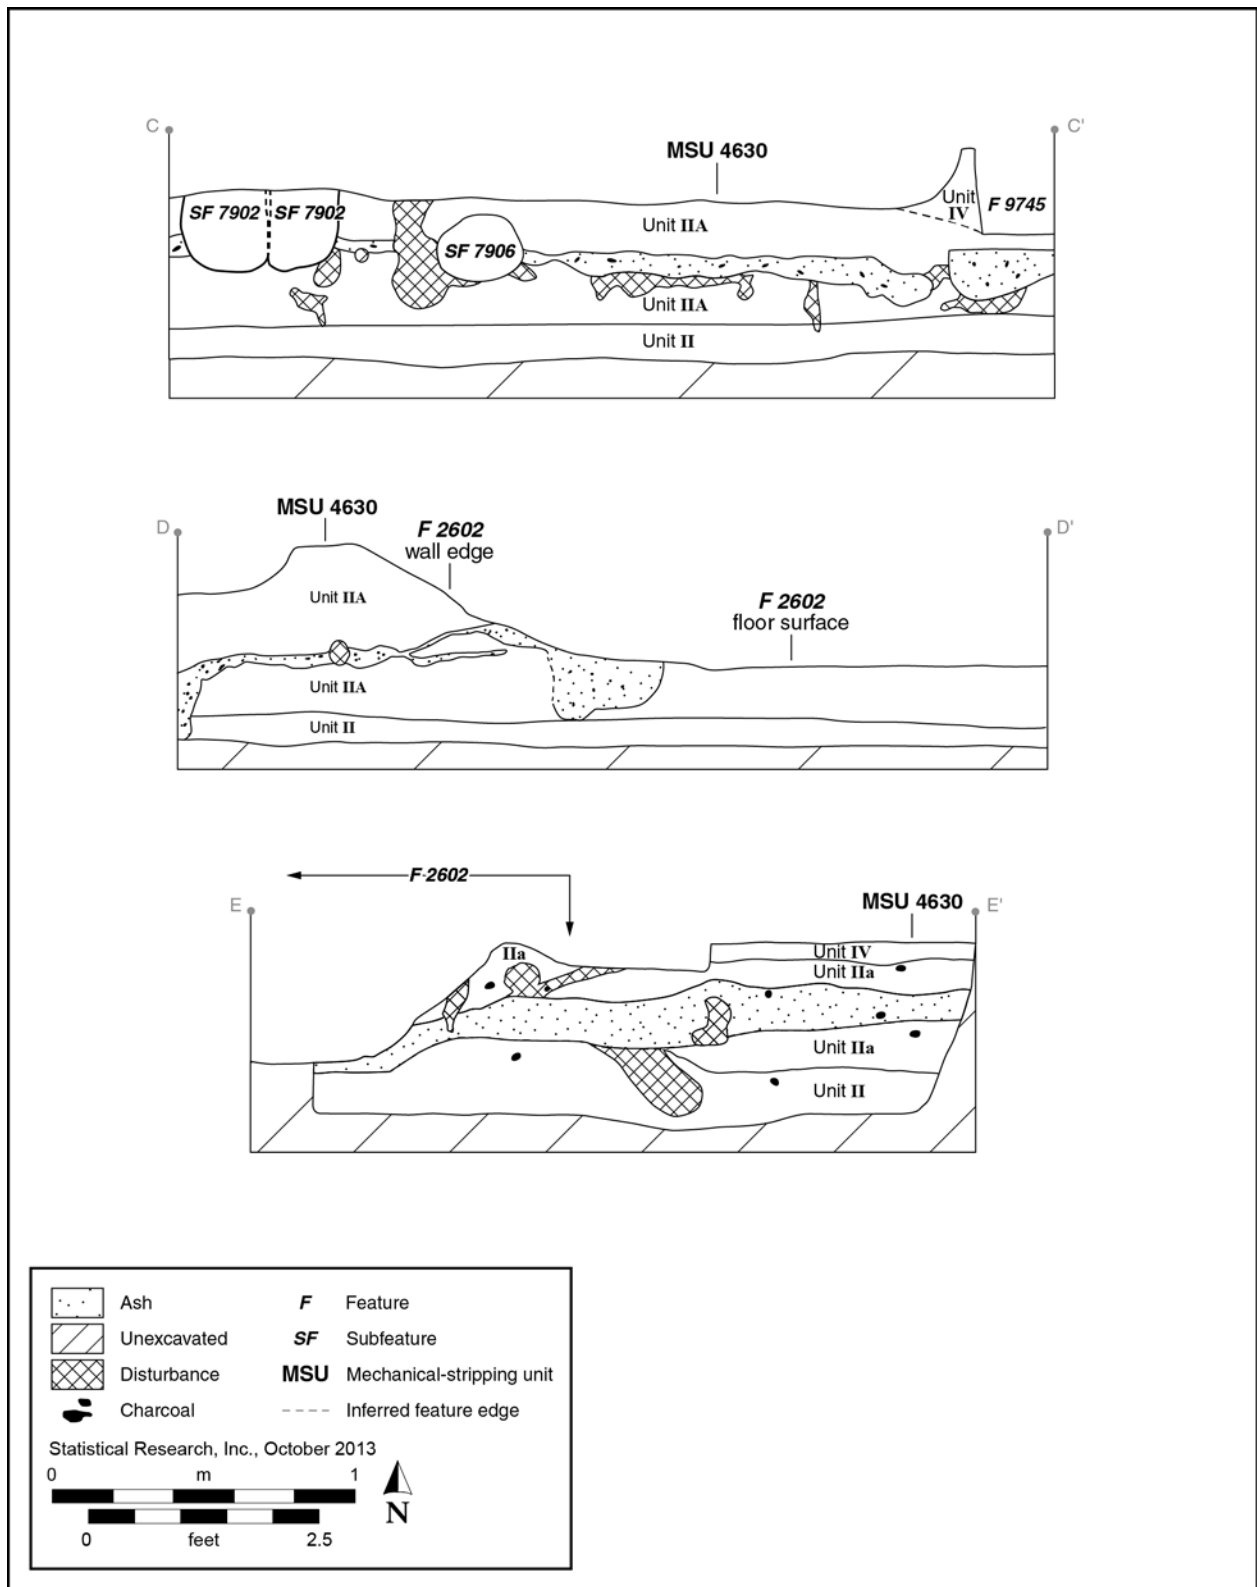 C
C'
MSU 4630
SF 7902
SF 7902
Unit IIA
Unit
IV
F 9745
SF 7906
Unit IIA
Unit II
D
D'
MSU 4630
F 2602
wall edge
Unit IIA
F 2602
floor surface
Unit IIA
Unit II
F 2602
E
E'
MSU 4630
IIa
Unit IV
Unit IIa
Unit IIa
Unit II
Ash
F Feature
Unexcavated
SF Subfeature
Disturbance
MSU Mechanical-stripping unit
Charcoal
Inferred feature edge
Statistical Research, Inc., October 2013
0 m 1
N
0 feet 2.5